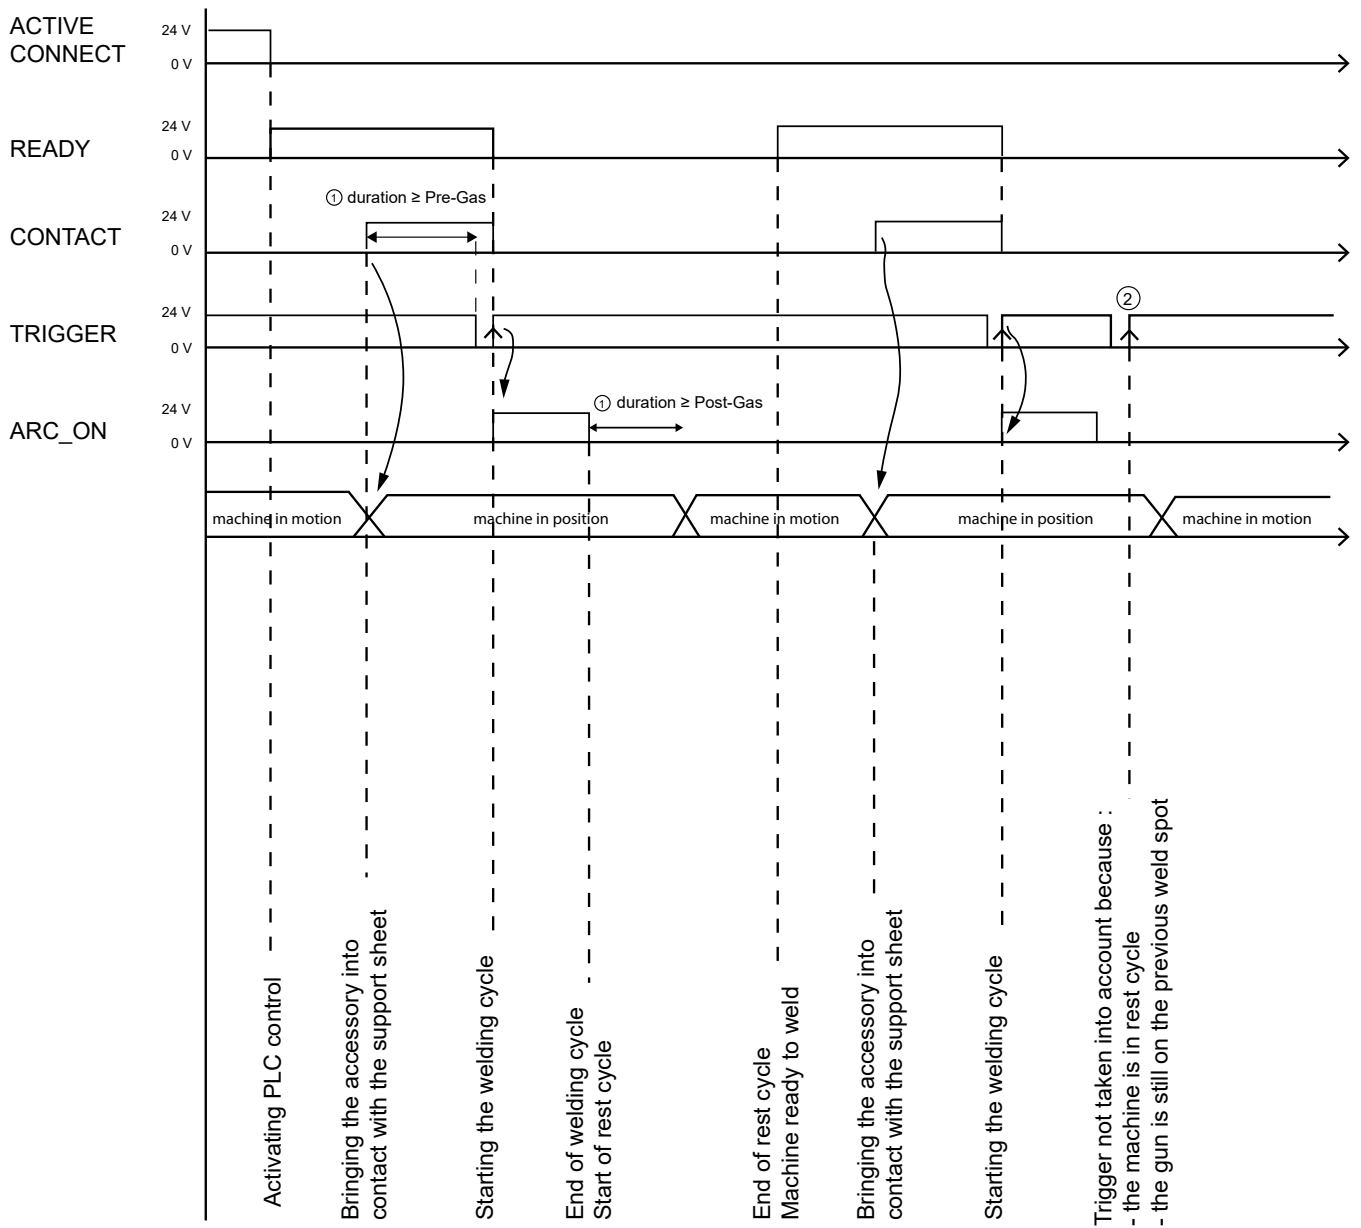 ACTIVE
CONNECT
24 V
0 V
READY
24 V
0 V
① duration ≥ Pre-Gas
CONTACT
24 V
0 V
②
TRIGGER
24 V
0 V
① duration ≥ Post-Gas
ARC_ON
24 V
0 V
machine in motion
machine in position
machine in motion
machine in position
machine in motion
Activating PLC control
Bringing the accessory into
contact with the support sheet
Starting the welding cycle
End of welding cycle
Start of rest cycle
End of rest cycle
Machine ready to weld
Bringing the accessory into
contact with the support sheet
Starting the welding cycle
Trigger not taken into account because :
- the machine is in rest cycle
- the gun is still on the previous weld spot